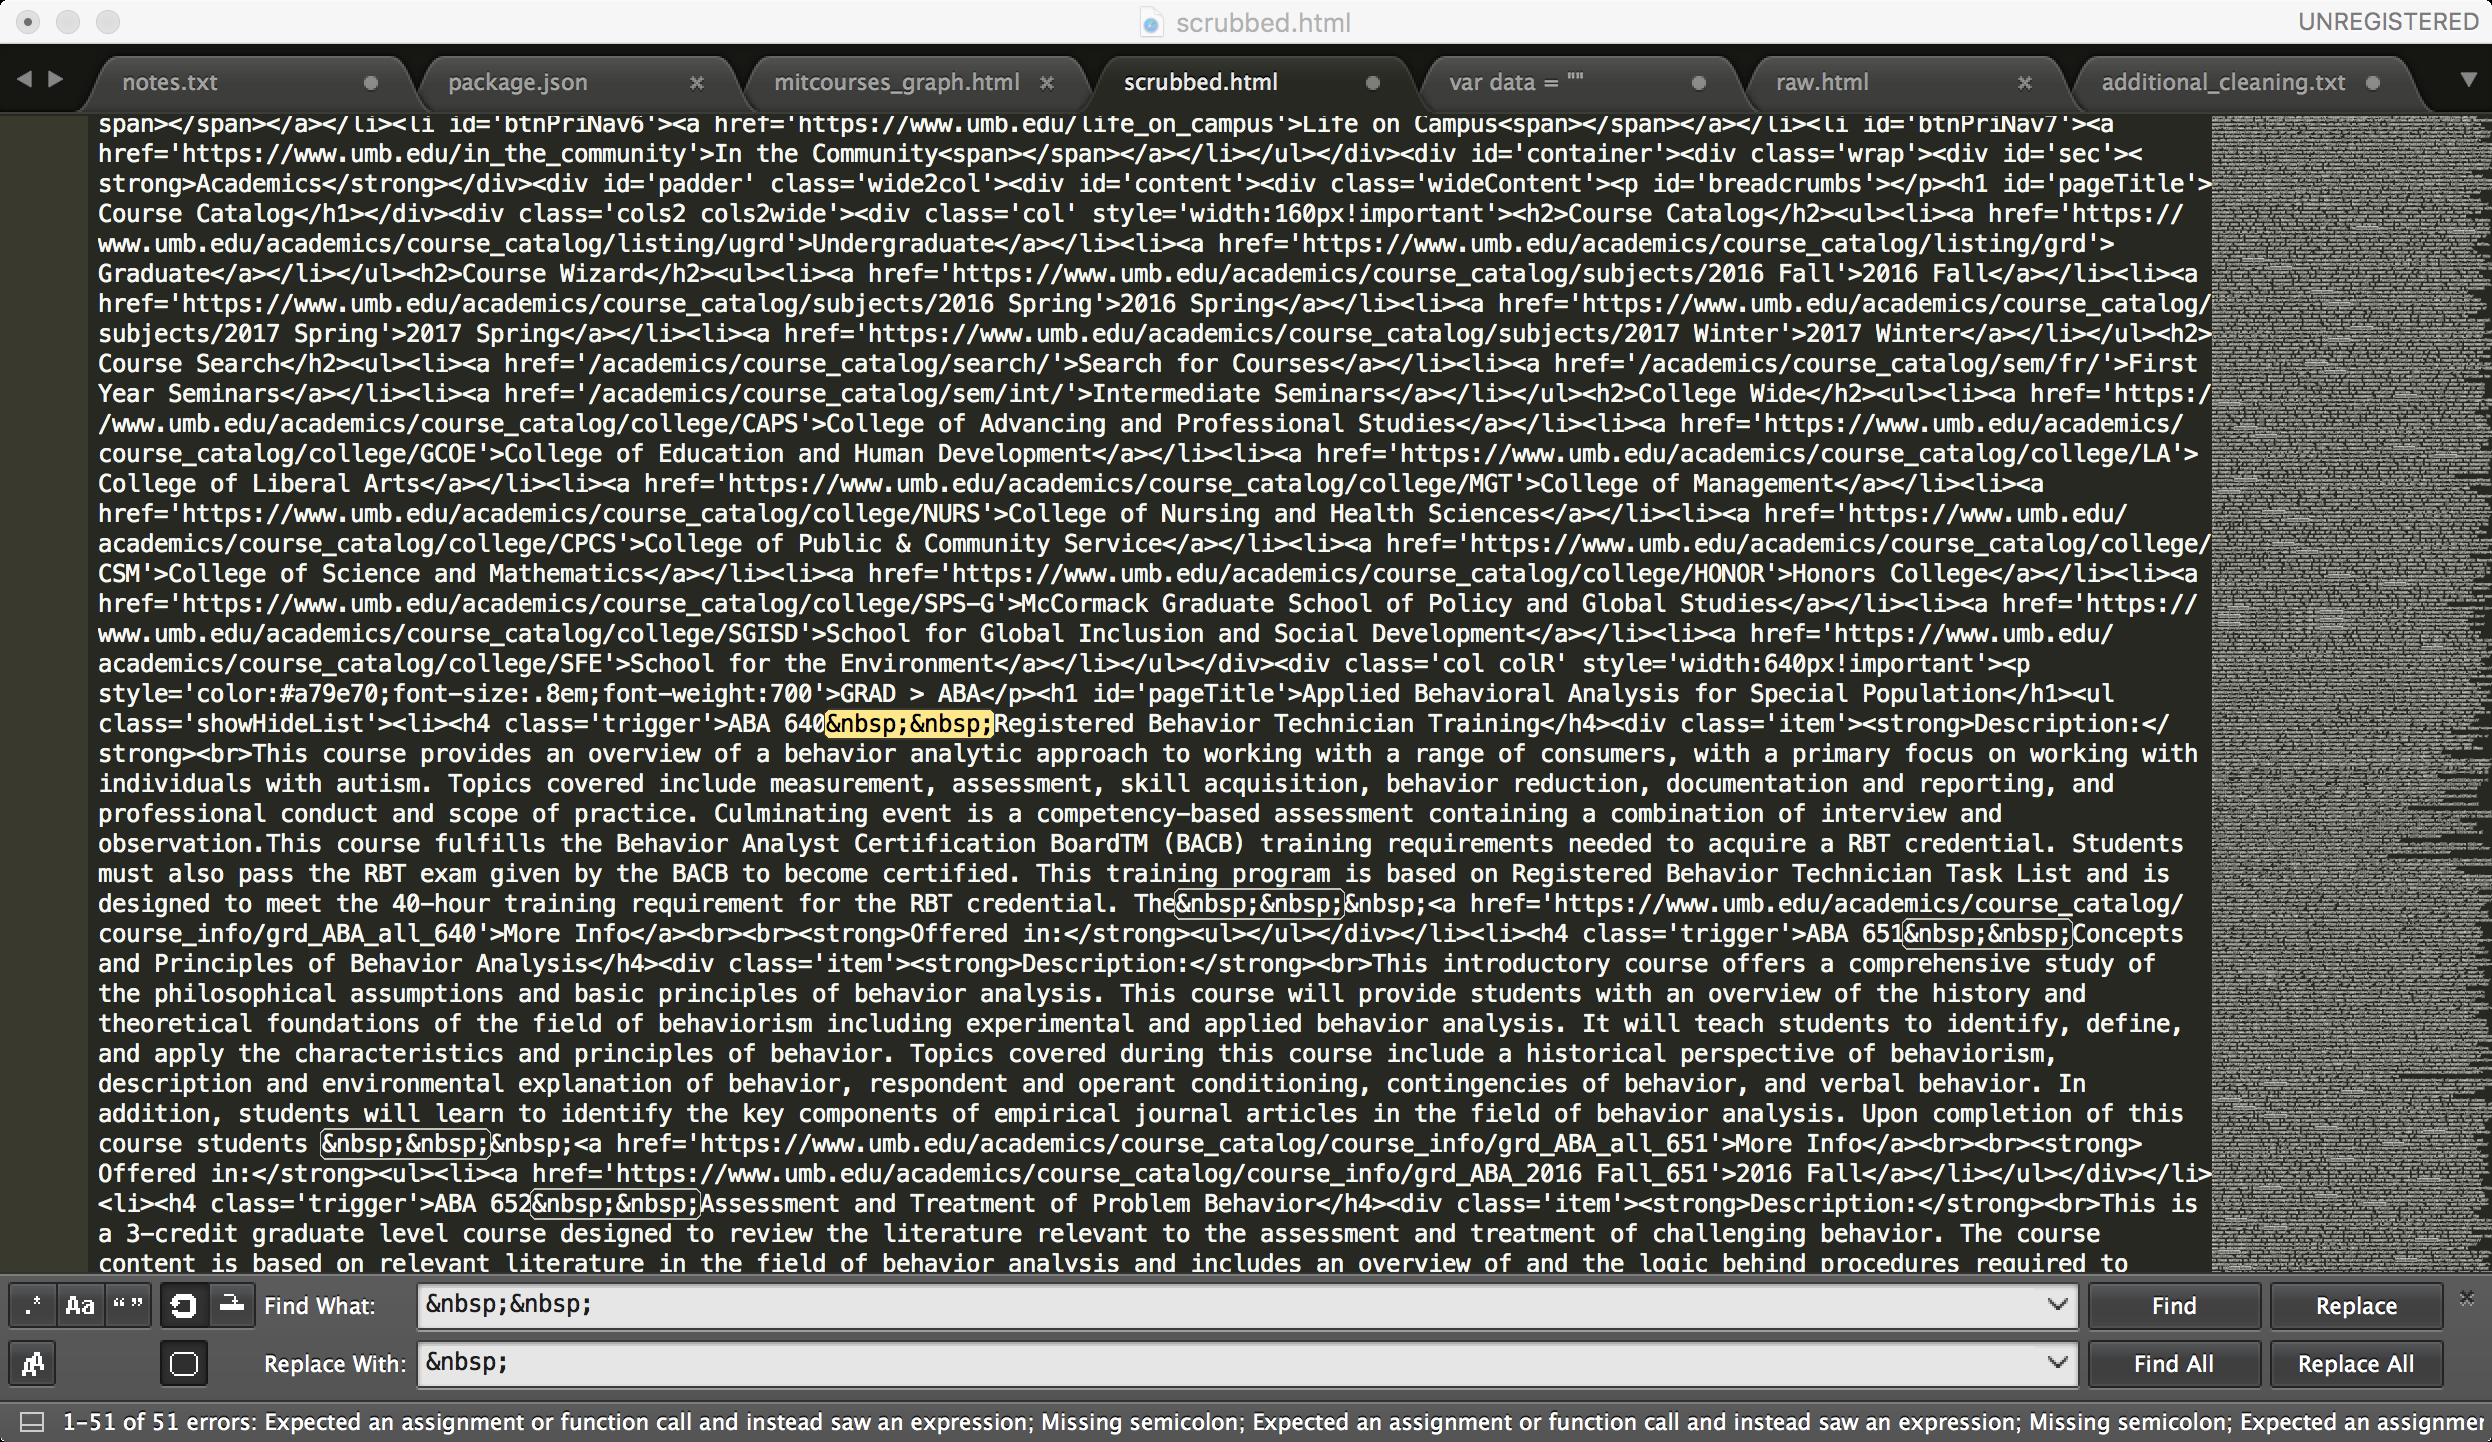 scrubbed.html
UNREGISTERED
notes.txt
package.json
mitcourses_graph.html
scrubbed.html
var data = ""
raw.html
additional_cleaning.txt
span></span></a></li><li id='btnPriNav6'><a href='https://www.umb.edu/life_on_campus'>Life on Campus<span></span></a></li><li id='btnPriNav7'><a
href='https://www.umb.edu/in_the_community'>In the Community<span></span></a></li></ul></div><div id='container'><div class='wrap'><div id='sec'><
strong>Academics</strong></div><div id='padder' class='wide2col'><div id='content'><div class='wideContent'><p id='breadcrumbs'></p><h1 id='pageTitle'>
Course Catalog</h1></div><div class='cols2 cols2wide'><div class='col' style='width:160px!important'><h2>Course Catalog</h2><ul><li><a href='https://
www.umb.edu/academics/course_catalog/listing/ugrd'>Undergraduate</a></li><li><a href='https://www.umb.edu/academics/course_catalog/listing/grd'>
Graduate</a></li></ul><h2>Course Wizard</h2><ul><li><a href='https://www.umb.edu/academics/course_catalog/subjects/2016 Fall'>2016 Fall</a></li><li><a
href='https://www.umb.edu/academics/course_catalog/subjects/2016 Spring'>2016 Spring</a></li><li><a href='https://www.umb.edu/academics/course_catalog/
subjects/2017 Spring'>2017 Spring</a></li><li><a href='https://www.umb.edu/academics/course_catalog/subjects/2017 Winter'>2017 Winter</a></li></ul><h2>
Course Search</h2><ul><li><a href='/academics/course_catalog/search/'>Search for Courses</a></li><li><a href='/academics/course_catalog/sem/fr/'>First
Year Seminars</a></li><li><a href='/academics/course_catalog/sem/int/'>Intermediate Seminars</a></li></ul><h2>College Wide</h2><ul><li><a href='https:/
/www.umb.edu/academics/course_catalog/college/CAPS'>College of Advancing and Professional Studies</a></li><li><a href='https://www.umb.edu/academics/
course_catalog/college/GCOE'>College of Education and Human Development</a></li><li><a href='https://www.umb.edu/academics/course_catalog/college/LA'>
College of Liberal Arts</a></li><li><a href='https://www.umb.edu/academics/course_catalog/college/MGT'>College of Management</a></li><li><a
href='https://www.umb.edu/academics/course_catalog/college/NURS'>College of Nursing and Health Sciences</a></li><li><a href='https://www.umb.edu/
academics/course_catalog/college/CPCS'>College of Public & Community Service</a></li><li><a href='https://www.umb.edu/academics/course_catalog/college/
CSM'>College of Science and Mathematics</a></li><li><a href='https://www.umb.edu/academics/course_catalog/college/HONOR'>Honors College</a></li><li><a
href='https://www.umb.edu/academics/course_catalog/college/SPS-G'>McCormack Graduate School of Policy and Global Studies</a></li><li><a href='https://
www.umb.edu/academics/course_catalog/college/SGISD'>School for Global Inclusion and Social Development</a></li><li><a href='https://www.umb.edu/
academics/course_catalog/college/SFE'>School for the Environment</a></li></ul></div><div class='col colR' style='width:640px!important'><p
style='color:#a79e70;font-size:.8em;font-weight:700'>GRAD > ABA</p><h1 id='pageTitle'>Applied Behavioral Analysis for Special Population</h1><ul
class='showHideList'><li><h4 class='trigger'>ABA 640&nbsp;&nbsp;Registered Behavior Technician Training</h4><div class='item'><strong>Description:</
strong><br>This course provides an overview of a behavior analytic approach to working with a range of consumers, with a primary focus on working with
individuals with autism. Topics covered include measurement, assessment, skill acquisition, behavior reduction, documentation and reporting, and
professional conduct and scope of practice. Culminating event is a competency-based assessment containing a combination of interview and
observation.This course fulfills the Behavior Analyst Certification BoardTM (BACB) training requirements needed to acquire a RBT credential. Students
must also pass the RBT exam given by the BACB to become certified. This training program is based on Registered Behavior Technician Task List and is
designed to meet the 40-hour training requirement for the RBT credential. The&nbsp;&nbsp;&nbsp;<a href='https://www.umb.edu/academics/course_catalog/
course_info/grd_ABA_all_640'>More Info</a><br><br><strong>Offered in:</strong><ul></ul></div></li><li><h4 class='trigger'>ABA 651&nbsp;&nbsp;Concepts
and Principles of Behavior Analysis</h4><div class='item'><strong>Description:</strong><br>This introductory course offers a comprehensive study of
the philosophical assumptions and basic principles of behavior analysis. This course will provide students with an overview of the history and
theoretical foundations of the field of behaviorism including experimental and applied behavior analysis. It will teach students to identify, define,
and apply the characteristics and principles of behavior. Topics covered during this course include a historical perspective of behaviorism,
description and environmental explanation of behavior, respondent and operant conditioning, contingencies of behavior, and verbal behavior. In
addition, students will learn to identify the key components of empirical journal articles in the field of behavior analysis. Upon completion of this
course students &nbsp;&nbsp;&nbsp;<a href='https://www.umb.edu/academics/course_catalog/course_info/grd_ABA_all_651'>More Info</a><br><br><strong>
Offered in:</strong><ul><li><a href='https://www.umb.edu/academics/course_catalog/course_info/grd_ABA_2016 Fall_651'>2016 Fall</a></li></ul></div></li>
<li><h4 class='trigger'>ABA 652&nbsp;&nbsp;Assessment and Treatment of Problem Behavior</h4><div class='item'><strong>Description:</strong><br>This is
a 3-credit graduate level course designed to review the literature relevant to the assessment and treatment of challenging behavior. The course
content is based on relevant literature in the field of behavior analysis and includes an overview of and the logic behind procedures required to
.* Aa “” Find What: &nbsp;&nbsp; Find Replace
Replace With: &nbsp; Find All Replace All
1-51 of 51 errors: Expected an assignment or function call and instead saw an expression; Missing semicolon; Expected an assignment or function call and instead saw an expression; Missing semicolon; Expected an assignmer